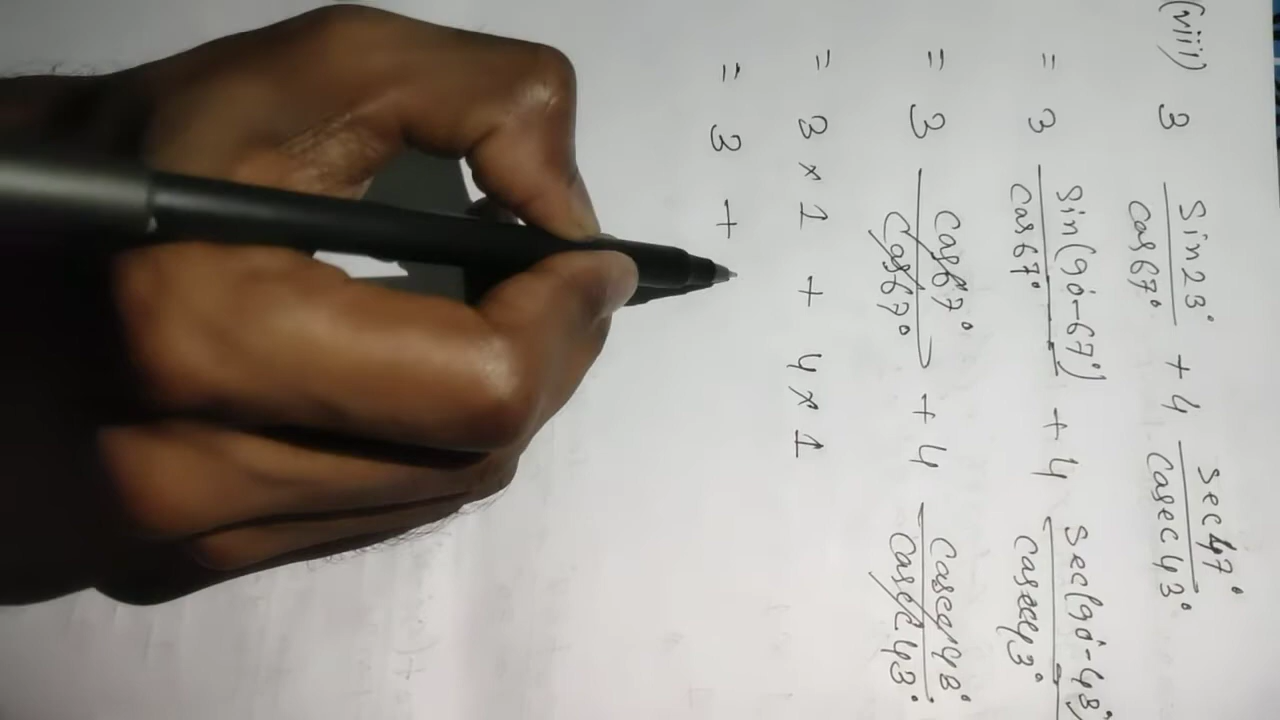 (viii) 3 Sin23°/Cos67° + 4 Sec47°/Cosec43°
= 3 Sin(90°-67°)/Cos67° + 4 Sec(90°-43°)/Cosec43°
= 3 Cos67°/Cos67° + 4 Cosec43°/Cosec43°
= 3 × 1 + 4 × 1
= 3 +